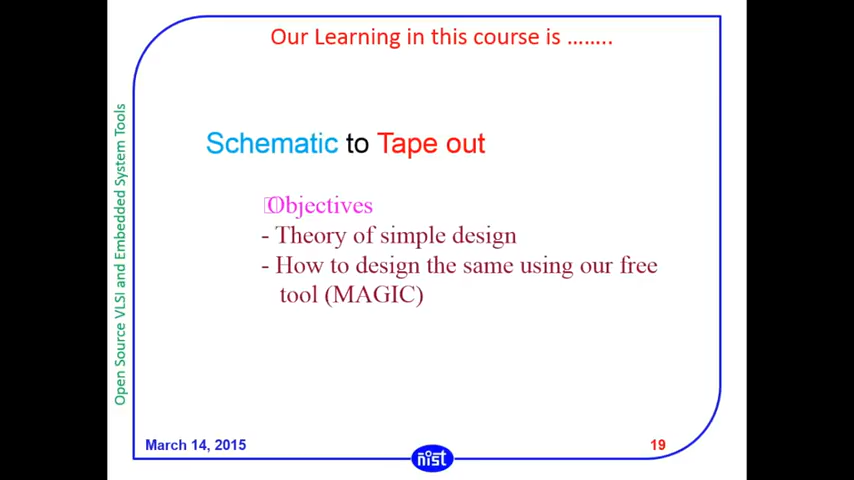 Our Learning in this course is ........
Schematic to Tape out
Objectives
- Theory of simple design
- How to design the same using our free
tool (MAGIC)
Open Source VLSI and Embedded System Tools
March 14, 2015
19
nist